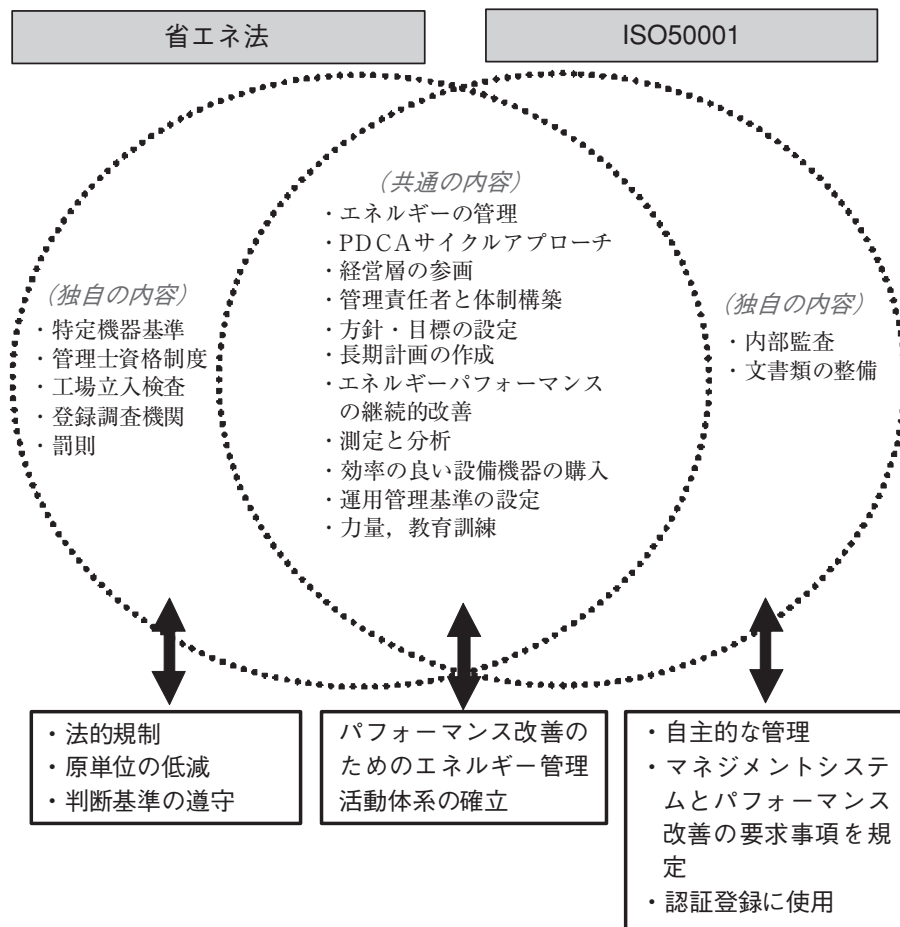 省エネ法
ISO50001
(共通の内容)
・エネルギーの管理
・PDCAサイクルアプローチ
・経営層の参画
・管理責任者と体制構築
・方針・目標の設定
・長期計画の作成
・エネルギーパフォーマンス
の継続的改善
・測定と分析
・効率の良い設備機器の購入
・運用管理基準の設定
・力量，教育訓練
(独自の内容)
・特定機器基準
・管理士資格制度
・工場立入検査
・登録調査機関
・罰則
(独自の内容)
・内部監査
・文書類の整備
・法的規制
・原単位の低減
・判断基準の遵守
パフォーマンス改善の
ためのエネルギー管理
活動体系の確立
・自主的な管理
・マネジメントシステ
ムとパフォーマンス
改善の要求事項を規
定
・認証登録に使用